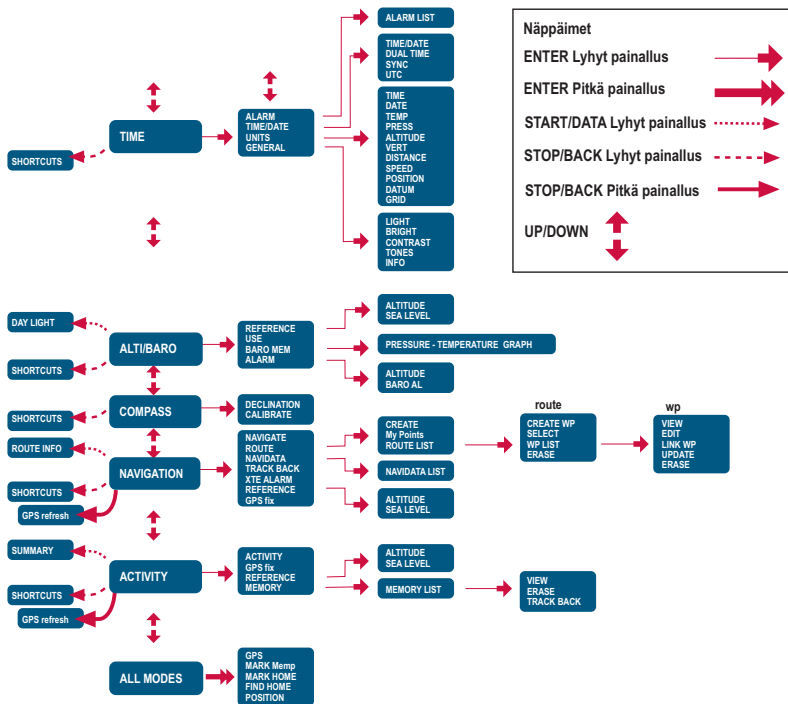 Näppäimet
ENTER Lyhyt painallus
ENTER Pitkä painallus
START/DATA Lyhyt painallus
STOP/BACK Lyhyt painallus
STOP/BACK Pitkä painallus
UP/DOWN
SHORTCUTS
TIME
ALARM
TIME/DATE
UNITS
GENERAL
ALARM LIST
TIME/DATE
DUAL TIME
SYNC
UTC
TIME
DATE
TEMP
PRESS
ALTITUDE
VERT
DISTANCE
SPEED
POSITION
DATUM
GRID
LIGHT
BRIGHT
CONTRAST
TONES
INFO
DAY LIGHT
SHORTCUTS
ALTI/BARO
REFERENCE
USE
BARO MEM
ALARM
ALTITUDE
SEA LEVEL
PRESSURE - TEMPERATURE GRAPH
ALTITUDE
BARO AL
SHORTCUTS
COMPASS
DECLINATION
CALIBRATE
ROUTE INFO
SHORTCUTS
GPS refresh
NAVIGATION
NAVIGATE
ROUTE
NAVIDATA
TRACK BACK
XTE ALARM
REFERENCE
GPS fix
CREATE
My Points
ROUTE LIST
NAVIDATA LIST
ALTITUDE
SEA LEVEL
route
CREATE WP
SELECT
WP LIST
ERASE
wp
VIEW
EDIT
LINK WP
UPDATE
ERASE
SUMMARY
SHORTCUTS
GPS refresh
ACTIVITY
ACTIVITY
GPS fix
REFERENCE
MEMORY
ALTITUDE
SEA LEVEL
MEMORY LIST
VIEW
ERASE
TRACK BACK
ALL MODES
GPS
MARK Memp
MARK HOME
FIND HOME
POSITION